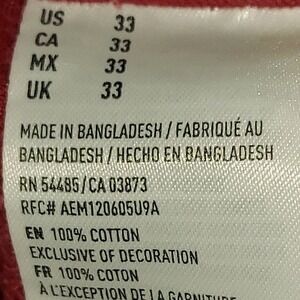 US 33
CA 33
MX 33
UK 33
MADE IN BANGLADESH / FABRIQUÉ AU
BANGLADESH / HECHO EN BANGLADESH
RN 54485/CA 03873
RFC# AEM120605U9A
EN 100% COTTON
EXCLUSIVE OF DECORATION
FR 100% COTON
À L'EXCEPTION DE LA GARNITURE